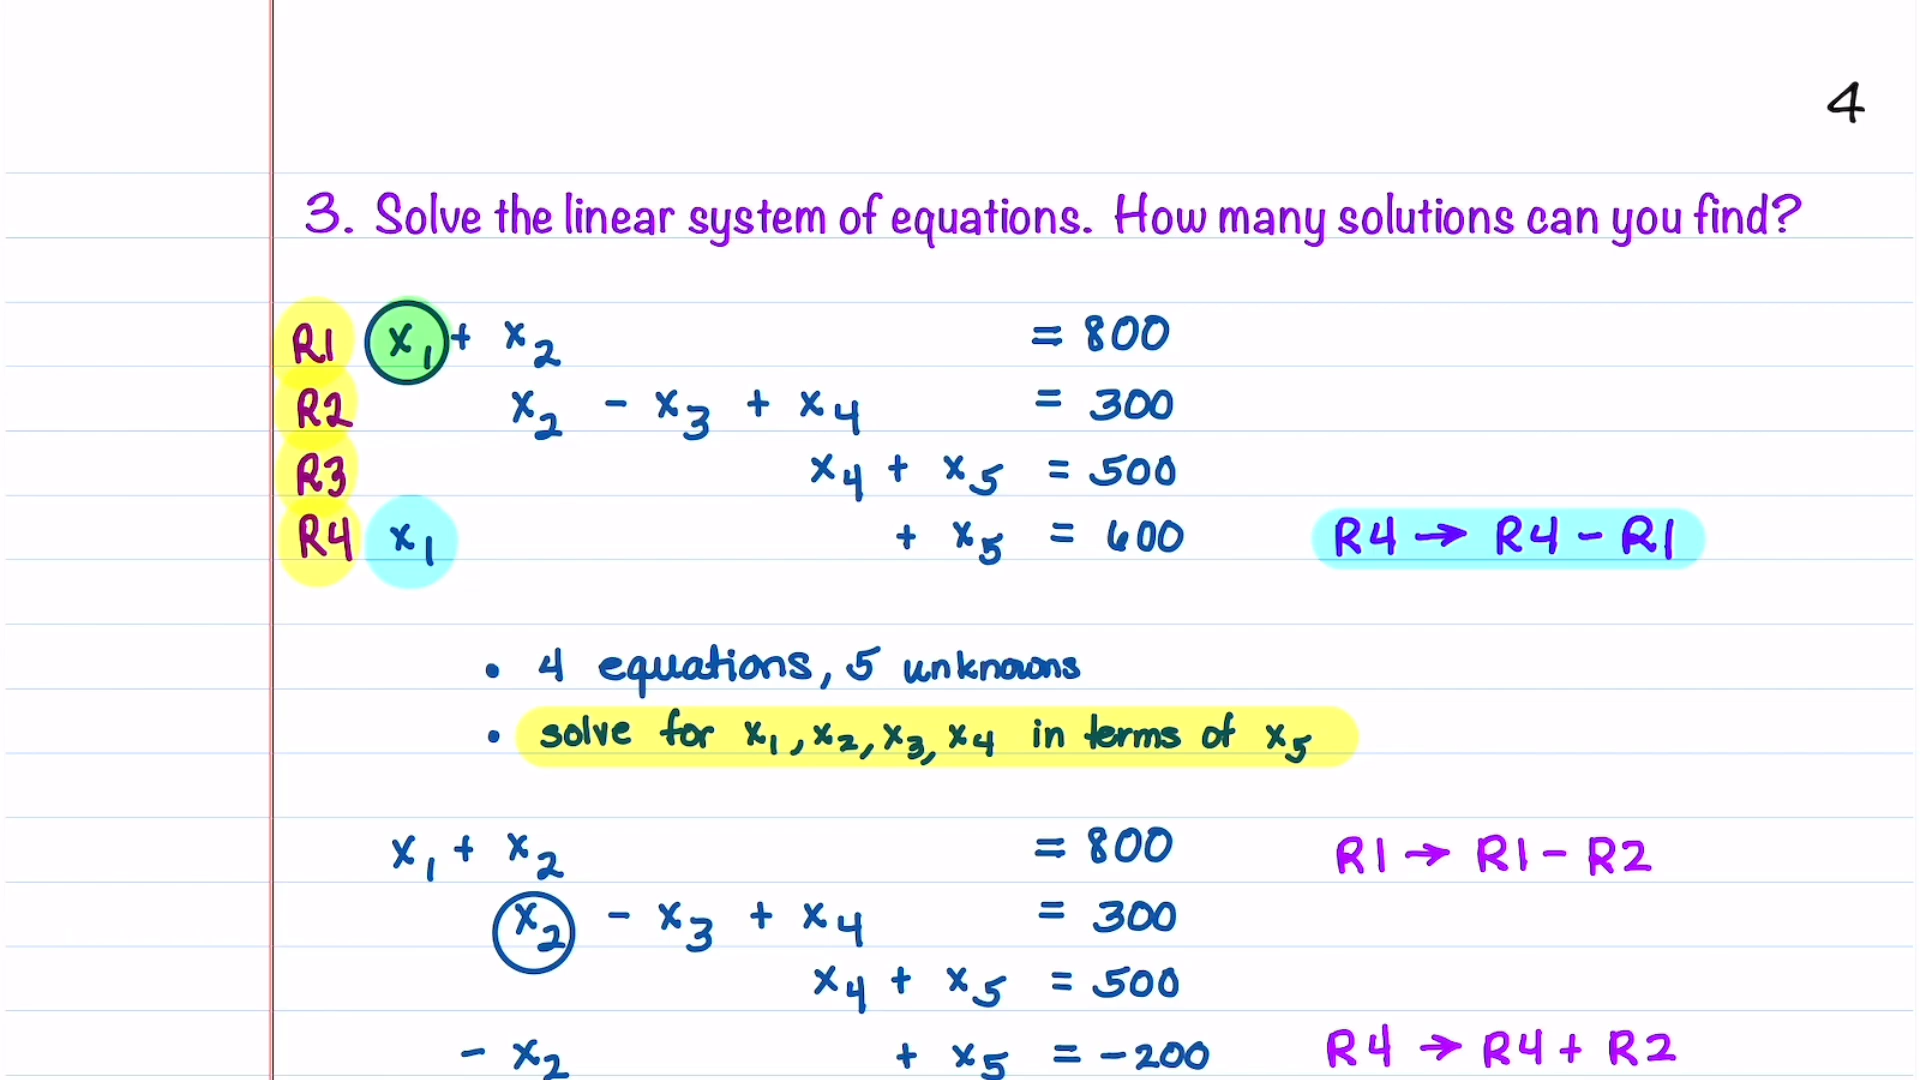 4
3. Solve the linear system of equations. How many solutions can you find?
R1 x₁ + x₂ = 800
R2 x₂ - x₃ + x₄ = 300
R3 x₄ + x₅ = 500
R4 x₁ + x₅ = 600 R4 → R4 - R1
• 4 equations, 5 unknowns
• solve for x₁, x₂, x₃, x₄ in terms of x₅
x₁ + x₂ = 800 R1 → R1 - R2
x₂ - x₃ + x₄ = 300
x₄ + x₅ = 500
- x₂ + x₅ = -200 R4 → R4 + R2